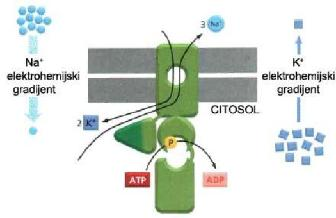 3 Na⁺
Na⁺
elektrohemijski
gradijent
K⁺
elektrohemijski
gradijent
CITOSOL
2 K⁺
P
ATP
ADP